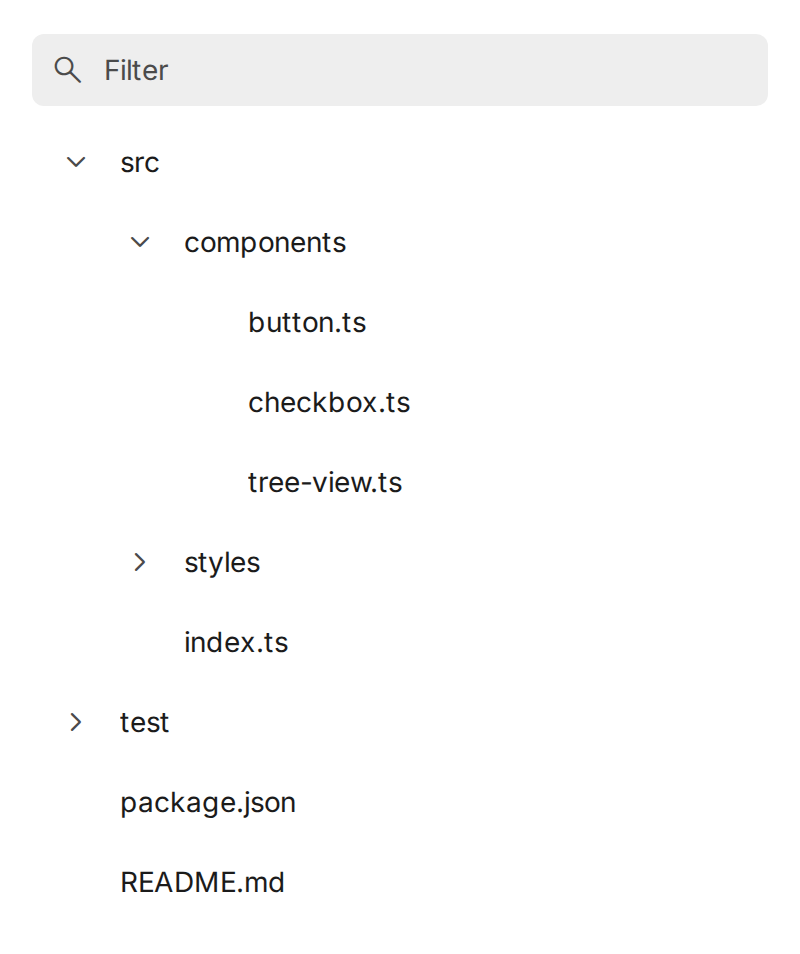 Filter
src
components
button.ts
checkbox.ts
tree-view.ts
styles
index.ts
test
package.json
README.md